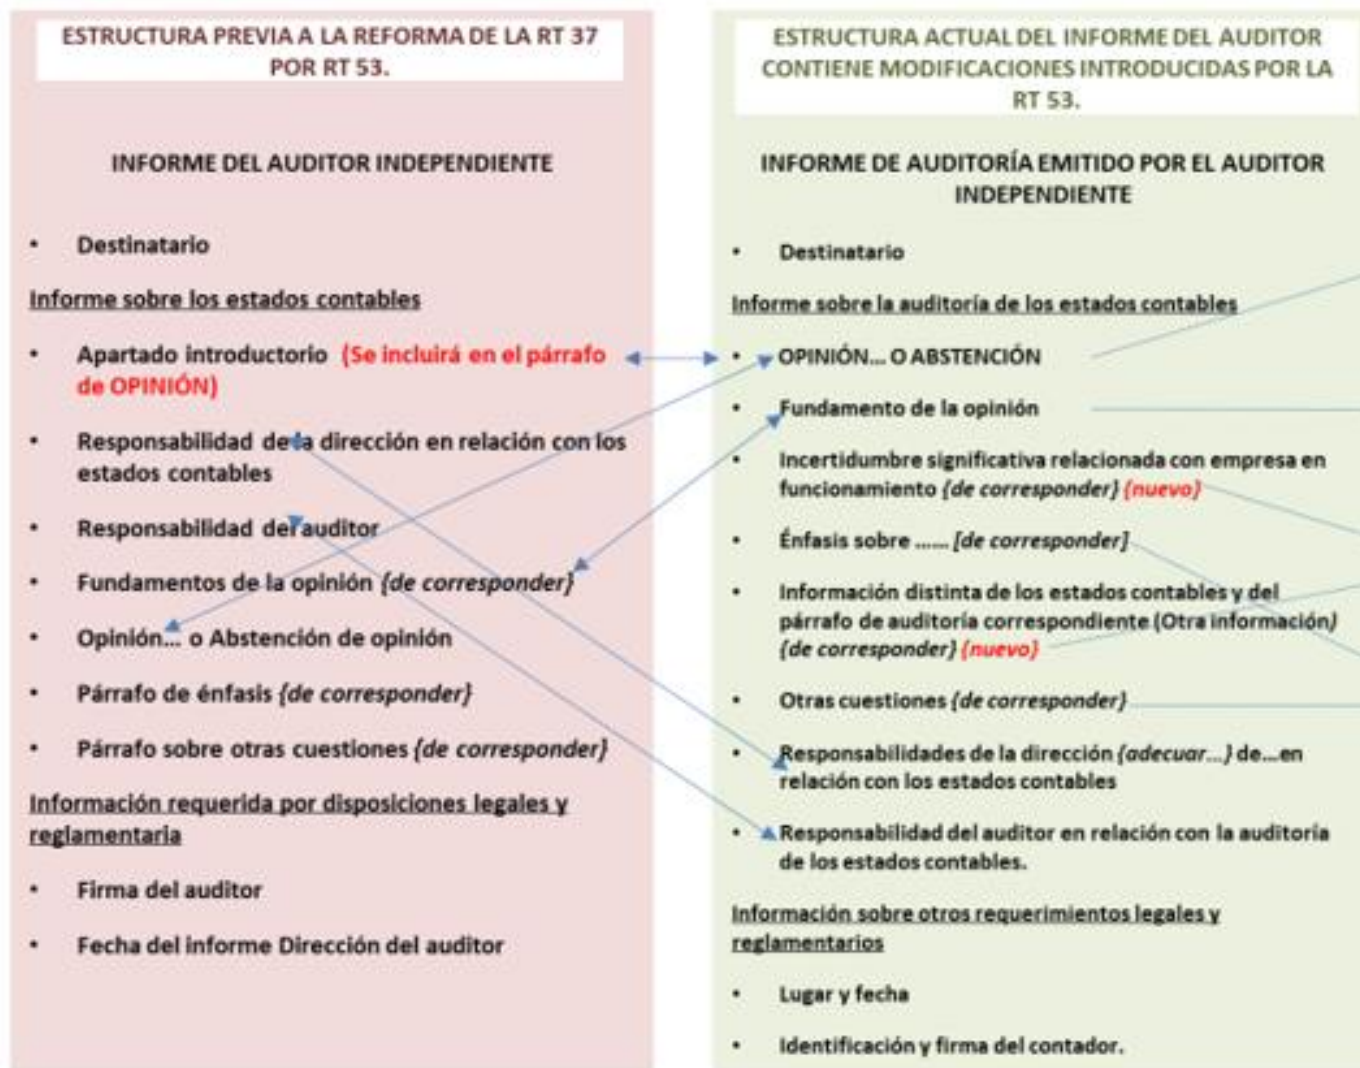 ESTRUCTURA PREVIA A LA REFORMA DE LA RT 37
POR RT 53.
INFORME DEL AUDITOR INDEPENDIENTE
• Destinatario
Informe sobre los estados contables
• Apartado introductorio (Se incluirá en el párrafo
de OPINIÓN)
• Responsabilidad de la dirección en relación con los
estados contables
• Responsabilidad del auditor
• Fundamentos de la opinión {de corresponder}
• Opinión... o Abstención de opinión
• Párrafo de énfasis {de corresponder}
• Párrafo sobre otras cuestiones {de corresponder}
Información requerida por disposiciones legales y
reglamentaria
• Firma del auditor
• Fecha del informe Dirección del auditor
ESTRUCTURA ACTUAL DEL INFORME DEL AUDITOR
CONTIENE MODIFICACIONES INTRODUCIDAS POR LA
RT 53.
INFORME DE AUDITORÍA EMITIDO POR EL AUDITOR
INDEPENDIENTE
• Destinatario
Informe sobre la auditoría de los estados contables
• OPINIÓN... O ABSTENCIÓN
• Fundamento de la opinión
• Incertidumbre significativa relacionada con empresa en
funcionamiento {de corresponder} {nuevo}
• Énfasis sobre ...... [de corresponder]
• Información distinta de los estados contables y del
párrafo de auditoría correspondiente (Otra información)
{de corresponder} {nuevo}
• Otras cuestiones {de corresponder}
• Responsabilidades de la dirección {adecuar...} de...en
relación con los estados contables
• Responsabilidad del auditor en relación con la auditoría
de los estados contables.
Información sobre otros requerimientos legales y
reglamentarios
• Lugar y fecha
• Identificación y firma del contador.